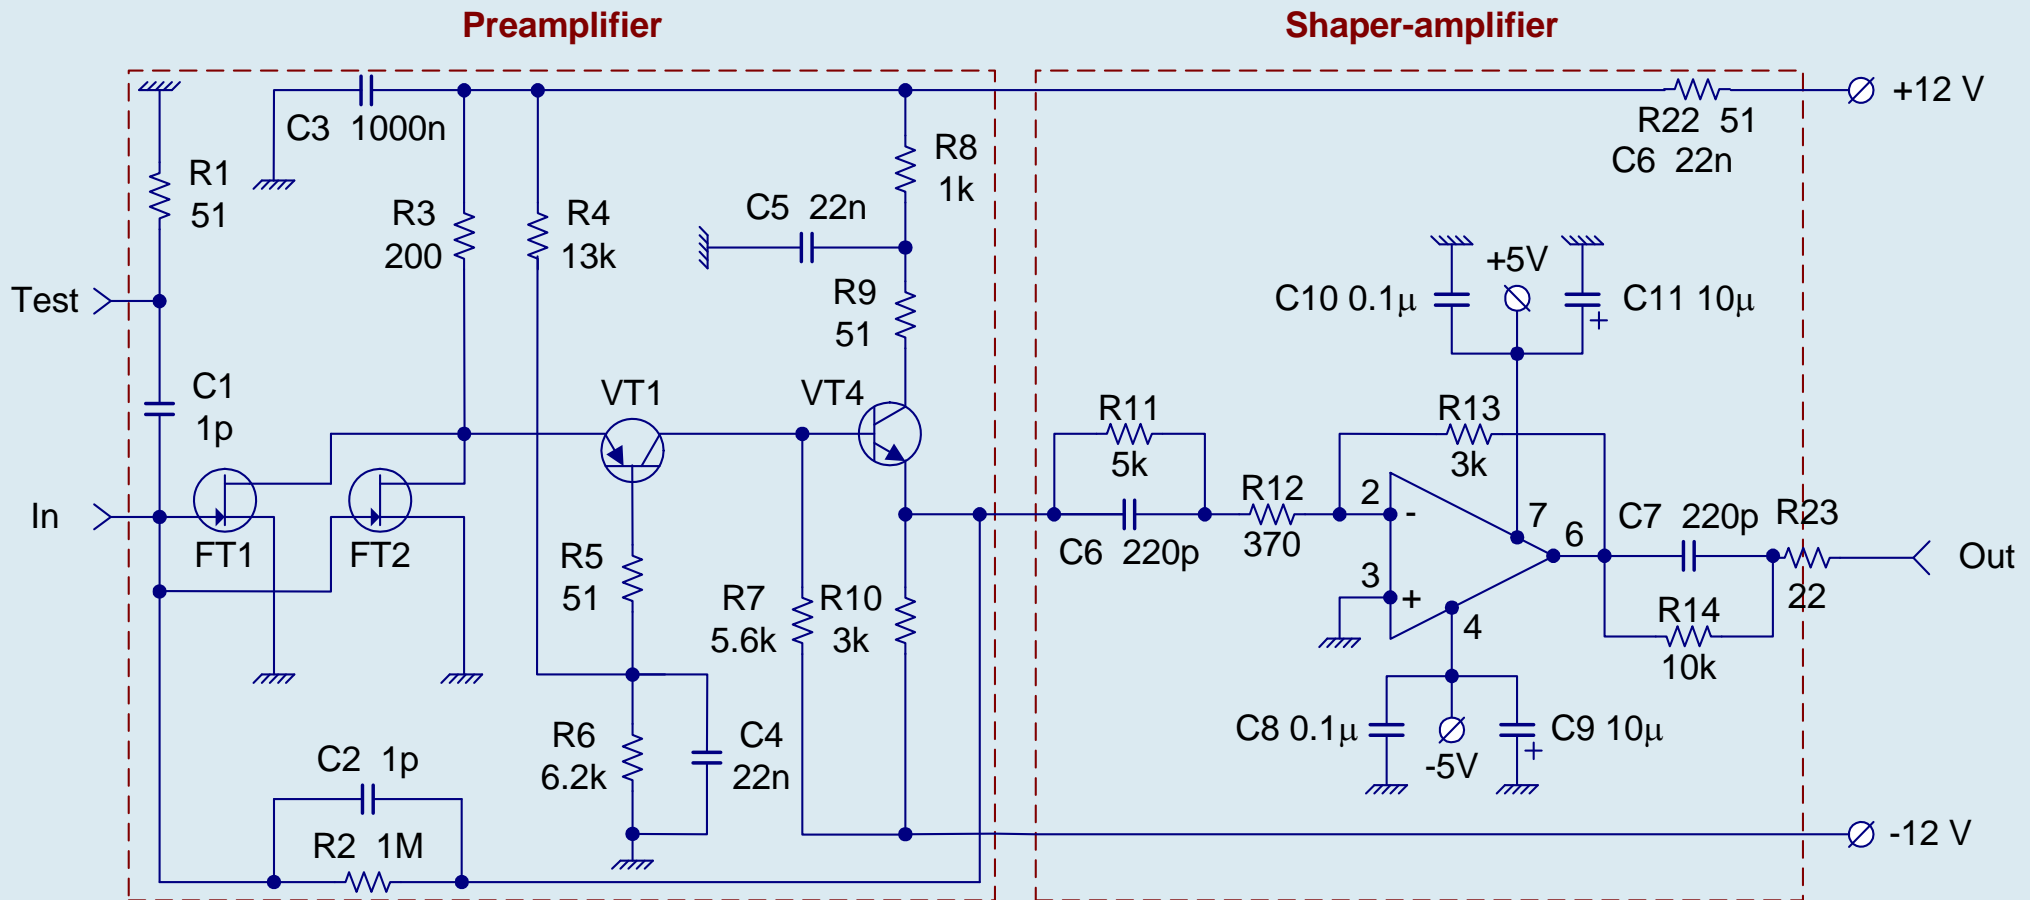 Preamplifier
Shaper-amplifier
+12 V
C3 1000n
R22 51
C6 22n
R1
51
R8
1k
R3
200
R4
13k
C5 22n
Test
R9
51
+5V
C10 0.1μ
C11 10μ
+
C1
1p
VT1
VT4
R11
5k
R13
3k
In
FT1
FT2
R12
370
2
-
7
6
C7 220p
R23
22
Out
C6 220p
3
+
4
R5
51
R7
5.6k
R10
3k
R14
10k
C2 1p
R6
6.2k
C4
22n
C8 0.1μ
C9 10μ
+
-5V
R2 1M
-12 V